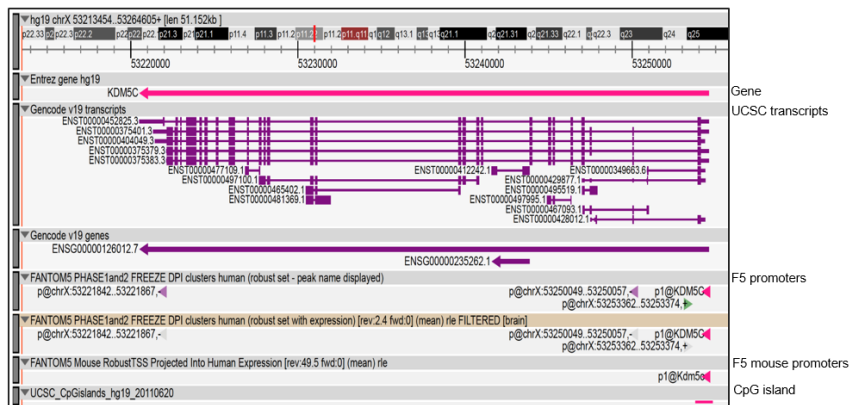 hg19 chrX 53213454..53264605+ [len 51.152kb ]
p22.33 p22.2 p22 p21.3 p21.1 p11.4 p11.3 p11.2 p11.2 p11.q11 q12 q13.1 q21.1 q21.31 q22.1 q23 q24 q25
53220000 53230000 53240000 53250000
Entrez gene hg19
KDM5C
Gene
Gencode v19 transcripts
UCSC transcripts
ENST00000452825.3
ENST00000375401.3
ENST00000404049.3
ENST00000375379.3
ENST00000375383.3
ENST00000477109.1 ENST00000412242.1 ENST00000349663.6
ENST00000497100.1 ENST00000429877.1
ENST00000465402.1 ENST00000495519.1
ENST00000481369.1 ENST00000497995.1
ENST00000467093.1
ENST00000428012.1
Gencode v19 genes
ENSG00000126012.7
ENSG00000235262.1
FANTOM5 PHASE1and2 FREEZE DPI clusters human (robust set - peak name displayed)
F5 promoters
p@chrX:53221842..53221867,- p@chrX:53250049..53250057,- p1@KDM5C
p@chrX:53253362..53253374,+
FANTOM5 PHASE1and2 FREEZE DPI clusters human (robust set with expression) [rev:2.4 fwd:0] (mean) rle FILTERED [brain]
p@chrX:53221842..53221867,- p@chrX:53250049..53250057,- p1@KDM5C
p@chrX:53253362..53253374,+
FANTOM5 Mouse RobustTSS Projected Into Human Expression [rev:49.5 fwd:0] (mean) rle
F5 mouse promoters
p1@Kdm5c
UCSC_CpGislands_hg19_20110620
CpG island